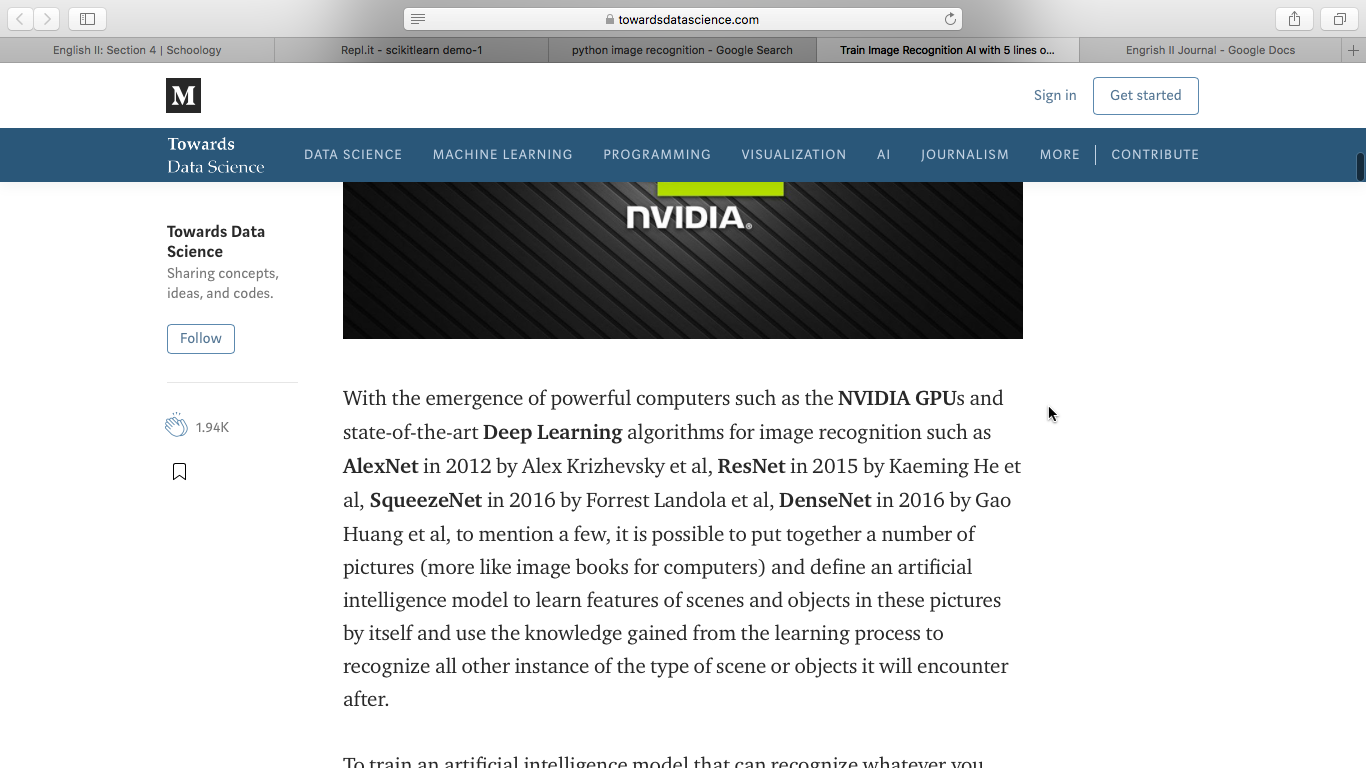 towardsdatascience.com
English II: Section 4 | Schoology
Repl.it - scikitlearn demo-1
python image recognition - Google Search
Train Image Recognition AI with 5 lines o...
Engrish II Journal - Google Docs
M
Sign in
Get started
Towards
Data Science
DATA SCIENCE
MACHINE LEARNING
PROGRAMMING
VISUALIZATION
AI
JOURNALISM
MORE
CONTRIBUTE
NVIDIA®
Towards Data
Science
Sharing concepts,
ideas, and codes.
Follow
1.94K
With the emergence of powerful computers such as the NVIDIA GPUs and
state-of-the-art Deep Learning algorithms for image recognition such as
AlexNet in 2012 by Alex Krizhevsky et al, ResNet in 2015 by Kaeming He et
al, SqueezeNet in 2016 by Forrest Landola et al, DenseNet in 2016 by Gao
Huang et al, to mention a few, it is possible to put together a number of
pictures (more like image books for computers) and define an artificial
intelligence model to learn features of scenes and objects in these pictures
by itself and use the knowledge gained from the learning process to
recognize all other instance of the type of scene or objects it will encounter
after.
To train an artificial intelligence model that can recognize whatever you